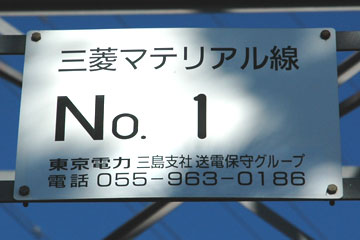 三菱マテリアル線
No. 1
東京電力 三島支社 送電保守グループ
電話 055-963-0186